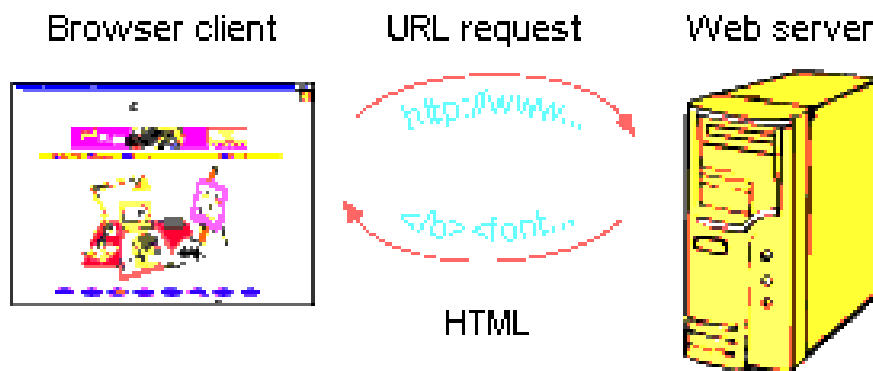 Browser client
URL request
Web server
http://www...
</b> <font...
HTML